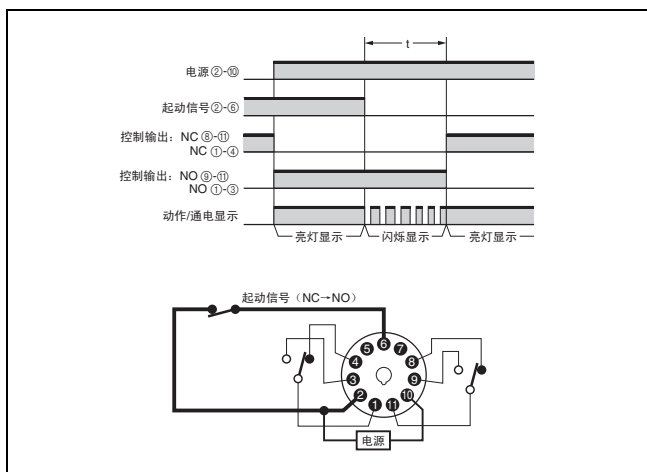 t
电源②-⑩
起动信号②-⑥
控制输出：NC ⑧-⑪
NC ①-④
控制输出：NO ⑨-⑪
NO ①-③
动作/通电显示
亮灯显示 闪烁显示 亮灯显示
起动信号（NC→NO）
5 6 7
4 8
3 9
2 10
1 11
电源